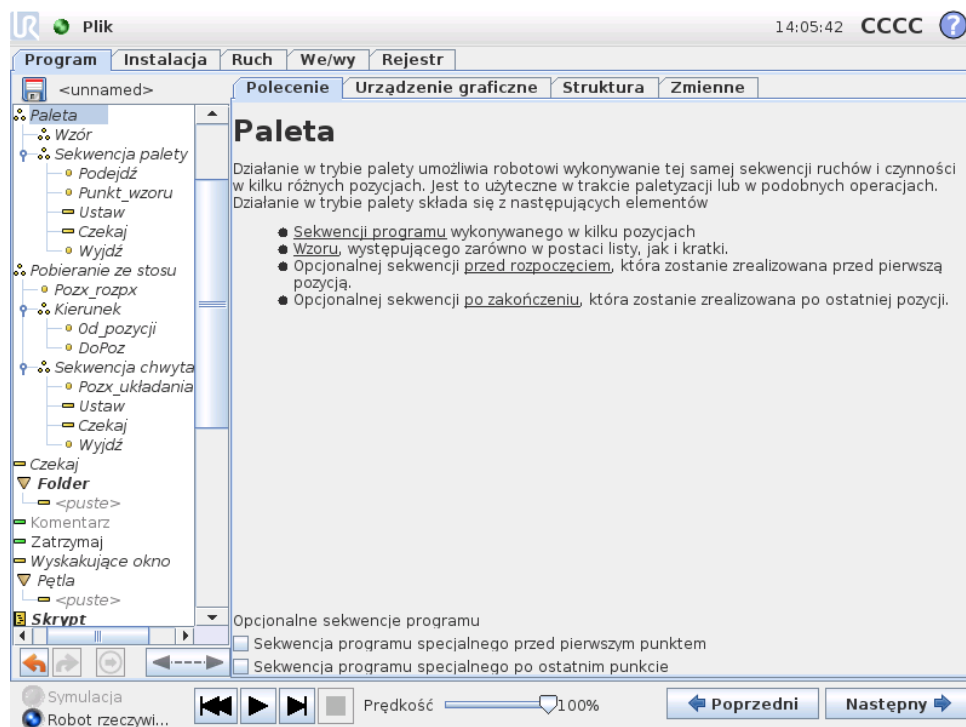 UR Plik 14:05:42 CCCC ?
Program Instalacja Ruch We/wy Rejestr
<unnamed>
Polecenie Urządzenie graficzne Struktura Zmienne
Paleta
Wzór
Sekwencja palety
Podejdź
Punkt_wzoru
Ustaw
Czekaj
Wyjdź
Pobieranie ze stosu
Pozx_rozpx
Kierunek
Od_pozycji
DoPoz
Sekwencja chwyta
Pozx_układania
Ustaw
Czekaj
Wyjdź
Czekaj
Folder
<puste>
Komentarz
Zatrzymaj
Wyskakujące okno
Pętla
<puste>
Skrypt
Paleta
Działanie w trybie palety umożliwia robotowi wykonywanie tej samej sekwencji ruchów i czynności
w kilku różnych pozycjach. Jest to użyteczne w trakcie paletyzacji lub w podobnych operacjach.
Działanie w trybie palety składa się z następujących elementów
Sekwencji programu wykonywanego w kilku pozycjach
Wzoru, występującego zarówno w postaci listy, jak i kratki.
Opcjonalnej sekwencji przed rozpoczęciem, która zostanie zrealizowana przed pierwszą
pozycją.
Opcjonalnej sekwencji po zakończeniu, która zostanie zrealizowana po ostatniej pozycji.
Opcjonalne sekwencje programu
Sekwencja programu specjalnego przed pierwszym punktem
Sekwencja programu specjalnego po ostatnim punkcie
Symulacja
Robot rzeczywi...
Prędkość 100%
Poprzedni Następny